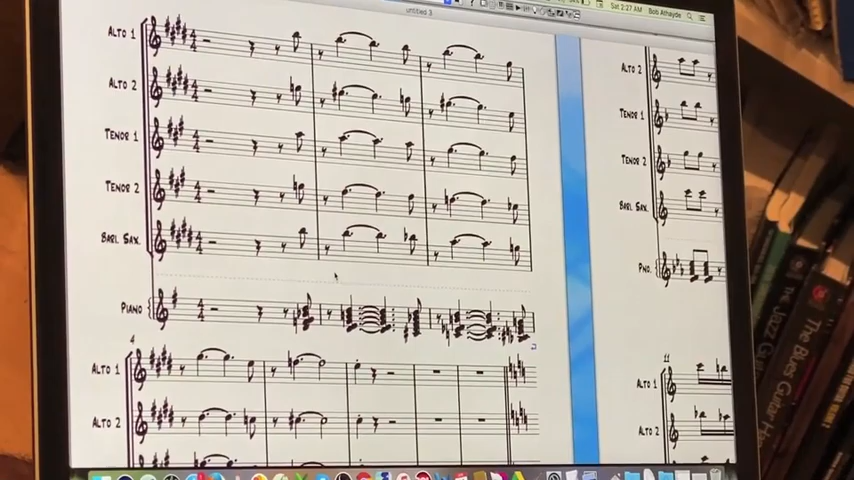 Sat 2:27 AM Bob Athayde
untitled 3
ALTO 1
ALTO 2
TENOR 1
TENOR 2
BARI. SAX.
PIANO
4
ALTO 1
ALTO 2
ALTO 2
TENOR 1
TENOR 2
BARI. SAX.
PNO.
11
ALTO 1
ALTO 2
THE JAZZ
The Blues Guitar